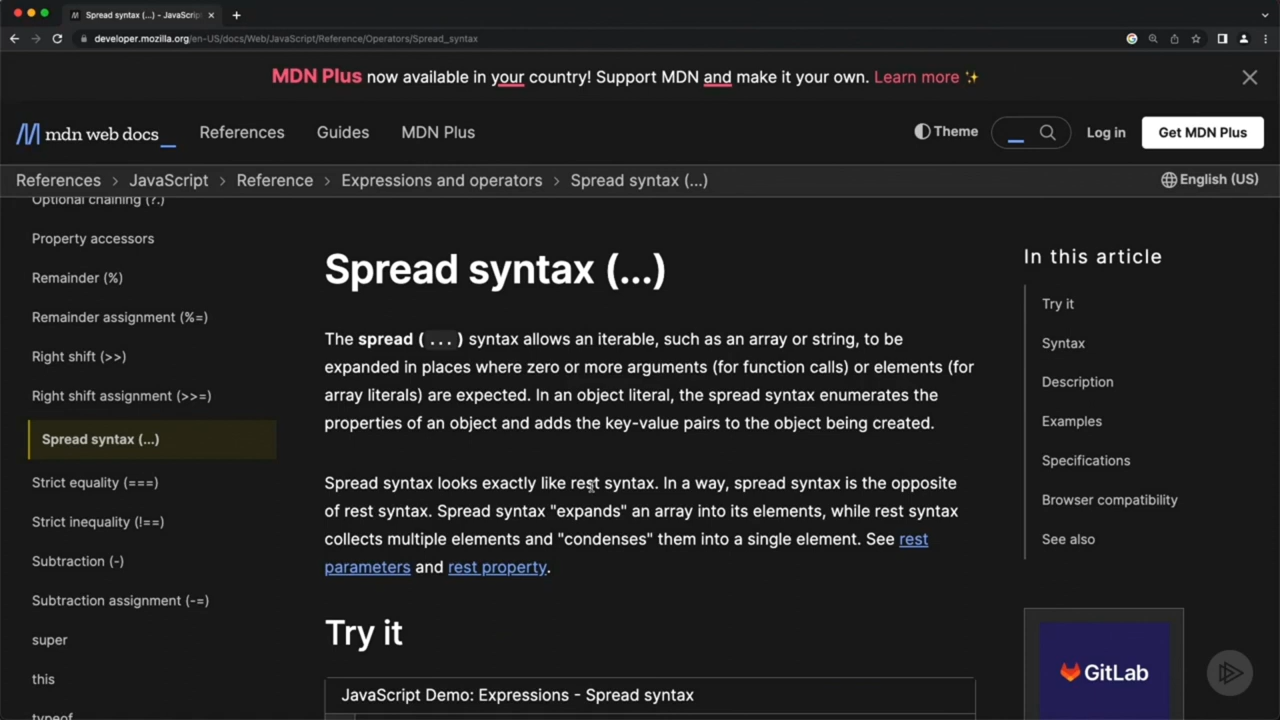 Spread syntax (...) - JavaScrip
developer.mozilla.org/en-US/docs/Web/JavaScript/Reference/Operators/Spread_syntax
MDN Plus now available in your country! Support MDN and make it your own. Learn more ✨
mdn web docs_
References
Guides
MDN Plus
Theme
Log in
Get MDN Plus
References > JavaScript > Reference > Expressions and operators > Spread syntax (...)
English (US)
Optional chaining (?.)
Property accessors
Remainder (%)
Remainder assignment (%=)
Right shift (>>)
Right shift assignment (>>=)
Spread syntax (...)
Strict equality (===)
Strict inequality (!==)
Subtraction (-)
Subtraction assignment (-=)
super
this
typeof
Spread syntax (...)
The spread (...) syntax allows an iterable, such as an array or string, to be
expanded in places where zero or more arguments (for function calls) or elements (for
array literals) are expected. In an object literal, the spread syntax enumerates the
properties of an object and adds the key-value pairs to the object being created.
Spread syntax looks exactly like rest syntax. In a way, spread syntax is the opposite
of rest syntax. Spread syntax "expands" an array into its elements, while rest syntax
collects multiple elements and "condenses" them into a single element. See rest
parameters and rest property.
Try it
JavaScript Demo: Expressions - Spread syntax
In this article
Try it
Syntax
Description
Examples
Specifications
Browser compatibility
See also
GitLab